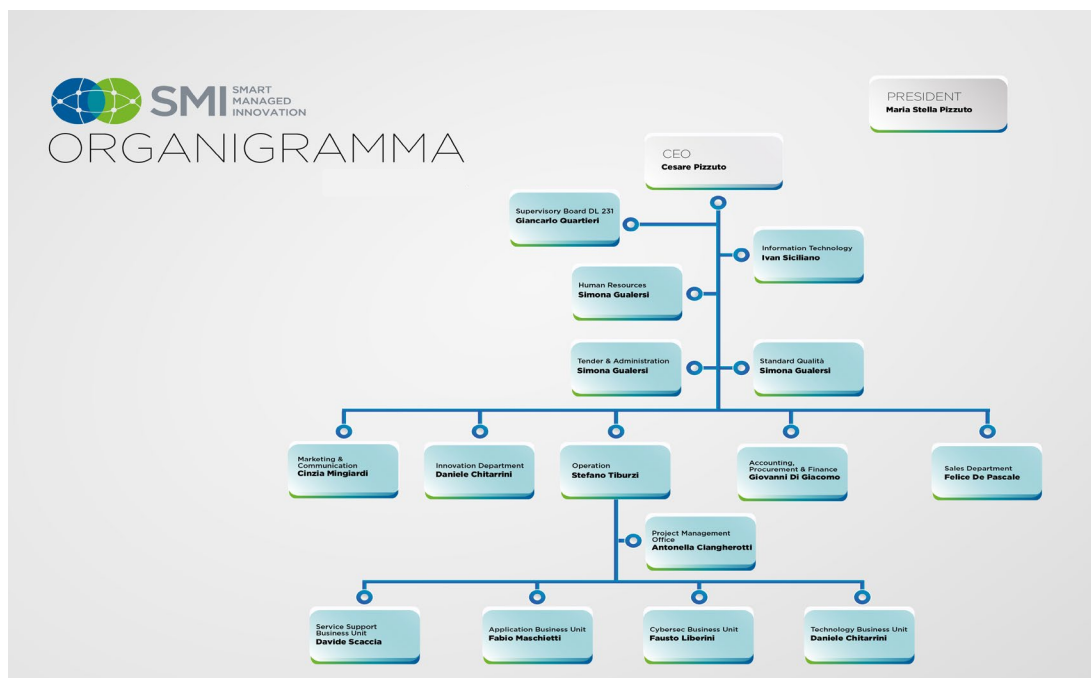 SMI SMART
MANAGED
INNOVATION
ORGANIGRAMMA
PRESIDENT
Maria Stella Pizzuto
CEO
Cesare Pizzuto
Supervisory Board DL 231
Giancarlo Quartieri
Information Technology
Ivan Siciliano
Human Resources
Simona Gualersi
Tender & Administration
Simona Gualersi
Standard Qualità
Simona Gualersi
Marketing &
Communication
Cinzia Mingiardi
Innovation Department
Daniele Chitarrini
Operation
Stefano Tiburzi
Accounting,
Procurement & Finance
Giovanni Di Giacomo
Sales Department
Felice De Pascale
Project Management
Office
Antonella Ciangherotti
Service Support
Business Unit
Davide Scaccia
Application Business Unit
Fabio Maschietti
Cybersec Business Unit
Fausto Liberini
Technology Business Unit
Daniele Chitarrini